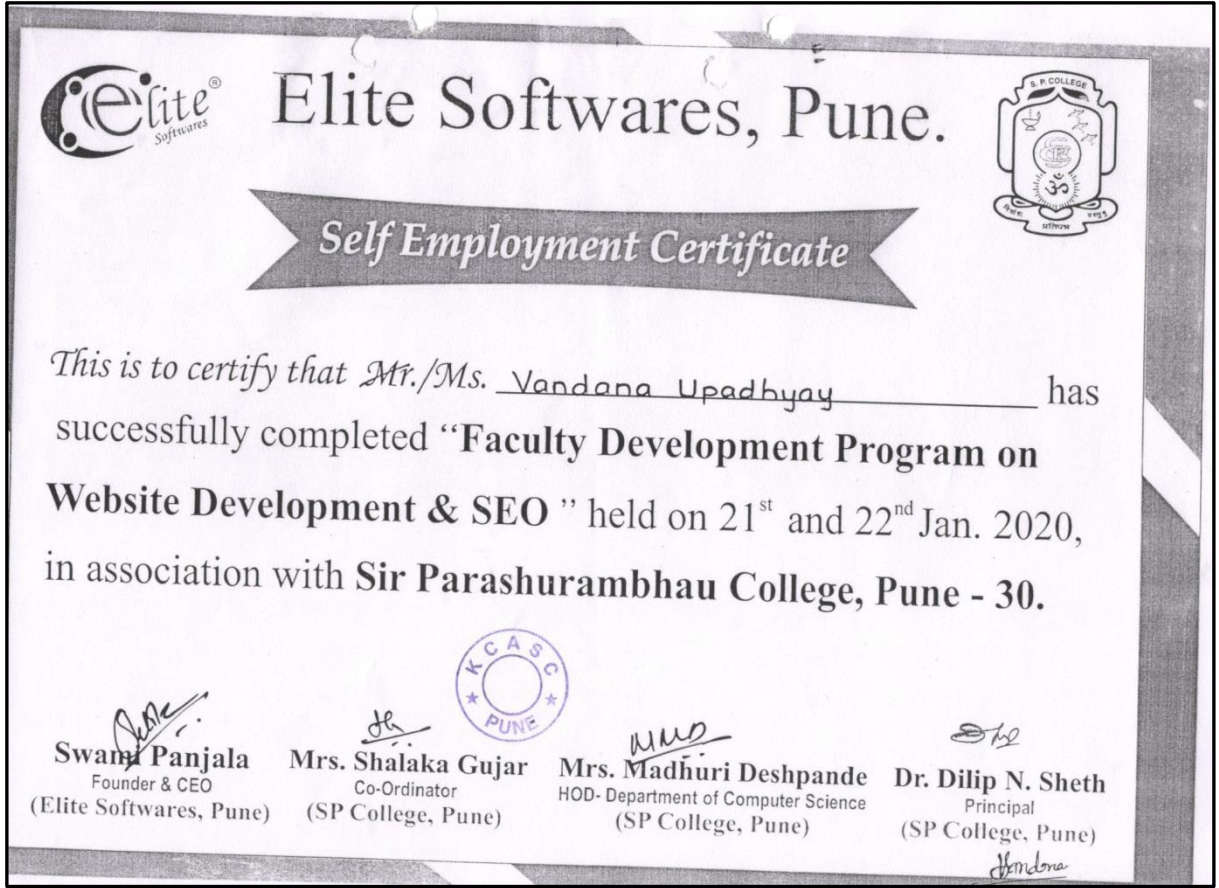 elite®
Softwares
Elite Softwares, Pune.
S. P. COLLEGE
Self Employment Certificate
This is to certify that Mr./Ms. Vandana Upadhyay has
successfully completed “Faculty Development Program on
Website Development & SEO ” held on 21st and 22nd Jan. 2020,
in association with Sir Parashurambhau College, Pune - 30.
KCASC
PUNE
Swami Panjala
Founder & CEO
(Elite Softwares, Pune)
Mrs. Shalaka Gujar
Co-Ordinator
(SP College, Pune)
Mrs. Madhuri Deshpande
HOD- Department of Computer Science
(SP College, Pune)
Dr. Dilip N. Sheth
Principal
(SP College, Pune)